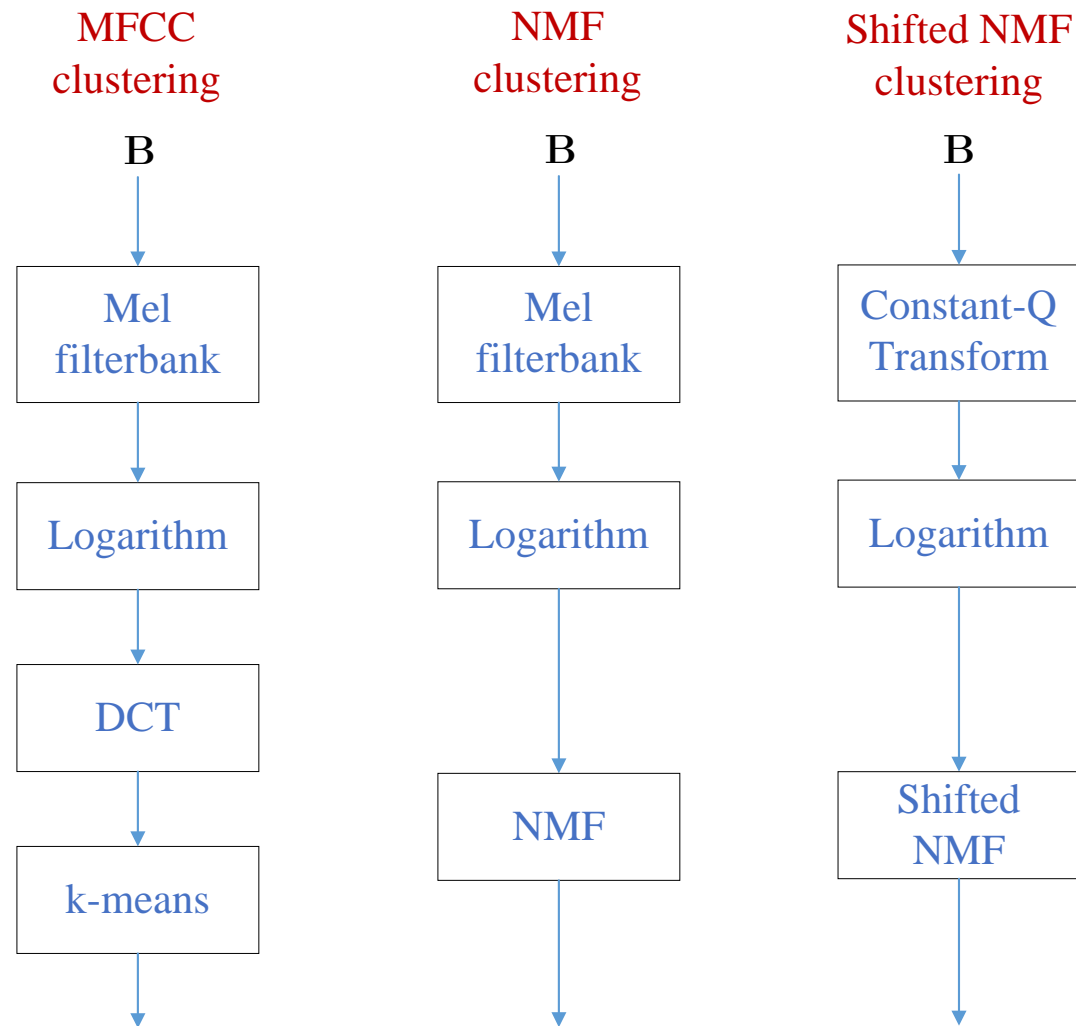 MFCC
clustering
B
Mel
filterbank
Logarithm
DCT
k-means
NMF
clustering
B
Mel
filterbank
Logarithm
NMF
Shifted NMF
clustering
B
Constant-Q
Transform
Logarithm
Shifted
NMF